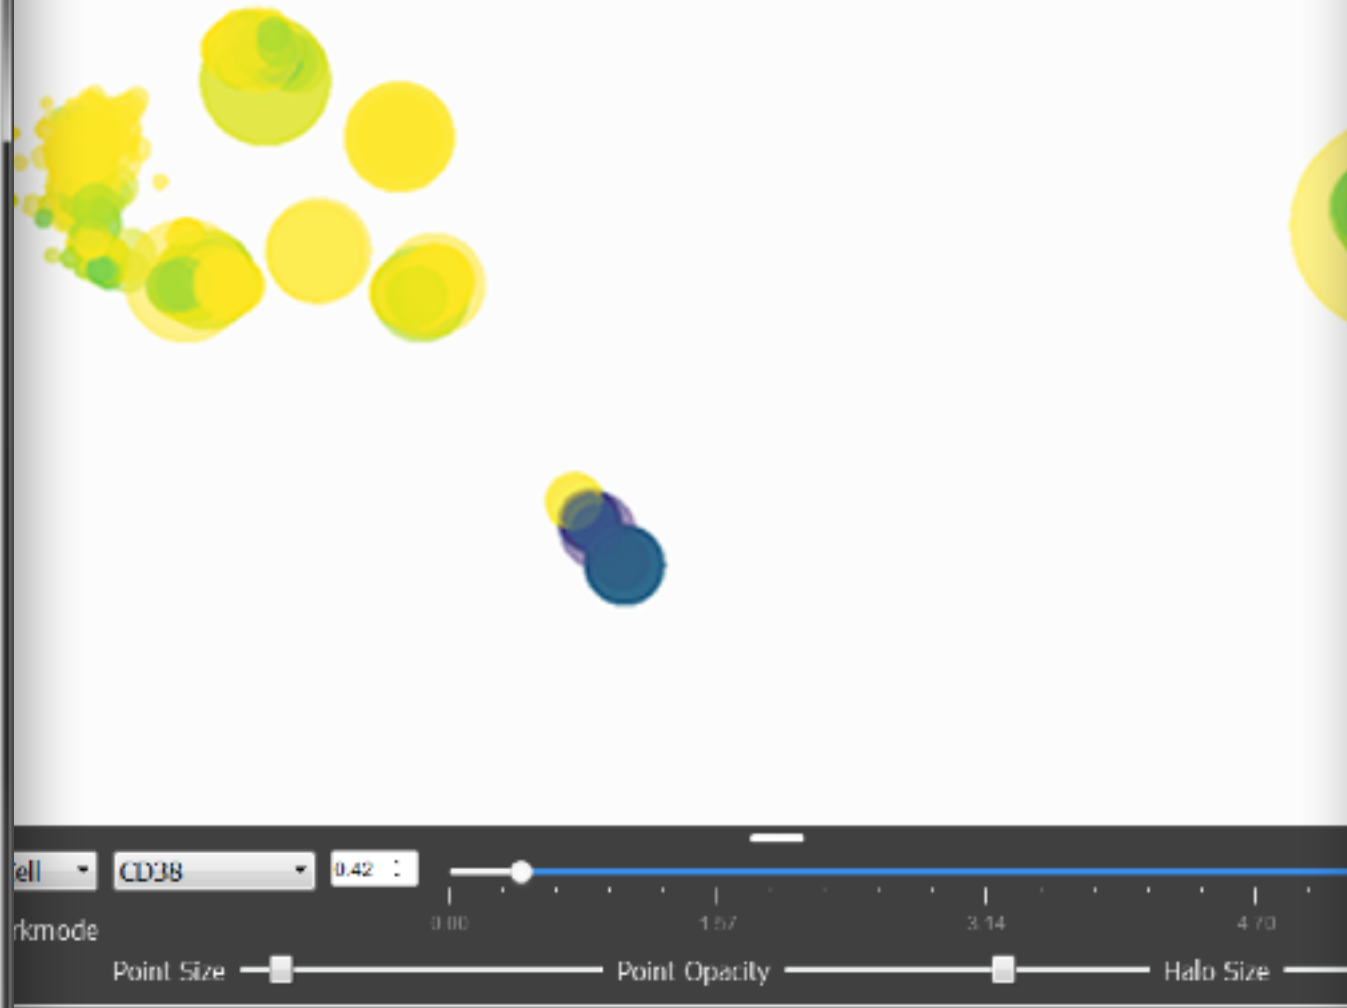 ell CD38 0.42
0.00 1.57 3.14 4.70
rkmode
Point Size Point Opacity Halo Size